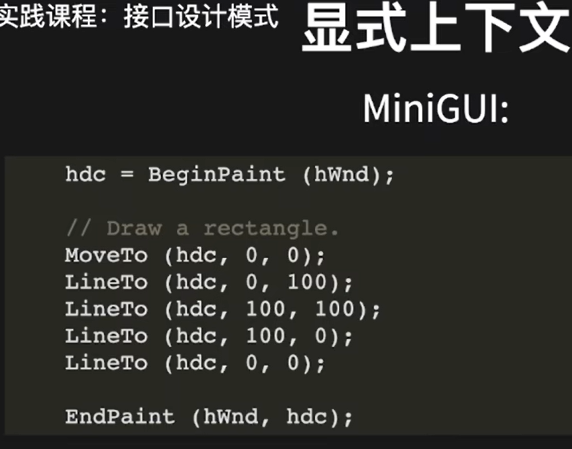 实践课程：接口设计模式
显式上下文
MiniGUI:
hdc = BeginPaint (hWnd);
// Draw a rectangle.
MoveTo (hdc, 0, 0);
LineTo (hdc, 0, 100);
LineTo (hdc, 100, 100);
LineTo (hdc, 100, 0);
LineTo (hdc, 0, 0);
EndPaint (hWnd, hdc);